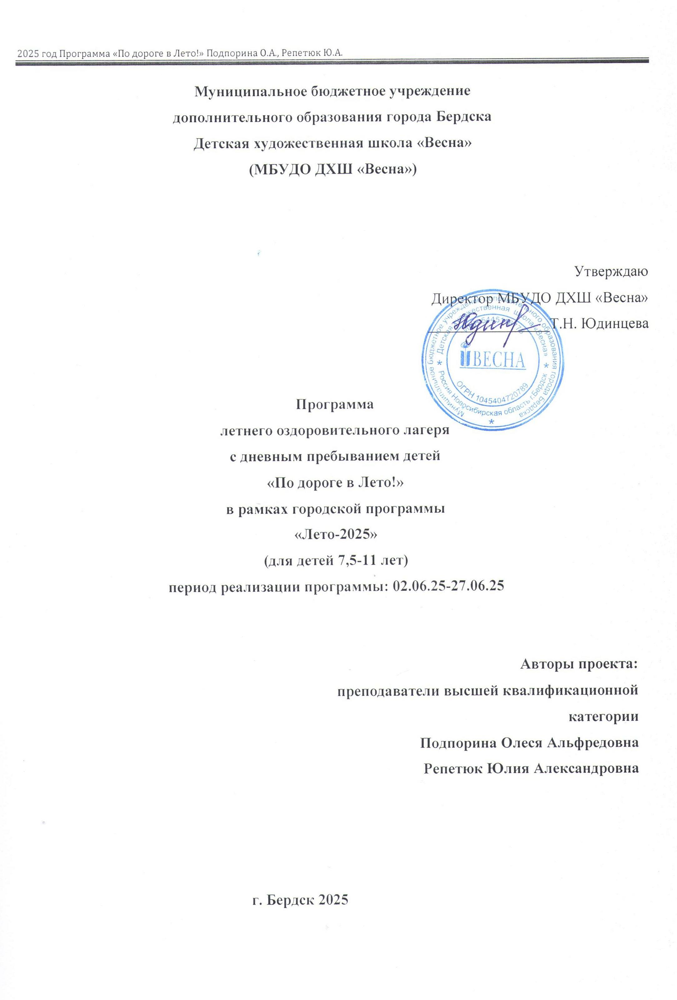 2025 год Программа «По дороге в Лето!» Подпорина О.А., Репетюк Ю.А.
Муниципальное бюджетное учреждение
дополнительного образования города Бердска
Детская художественная школа «Весна»
(МБУДО ДХШ «Весна»)
Утверждаю
Директор МБУДО ДХШ «Весна»
Т.Н. Юдинцева
Муниципальное бюджетное учреждение дополнительного образования города Бердска
Детская художественная школа «Весна»
ВЕСНА
ОГРН 1045404720789
Россия Новосибирская область г.Бердск
Программа
летнего оздоровительного лагеря
с дневным пребыванием детей
«По дороге в Лето!»
в рамках городской программы
«Лето-2025»
(для детей 7,5-11 лет)
период реализации программы: 02.06.25-27.06.25
Авторы проекта:
преподаватели высшей квалификационной
категории
Подпорина Олеся Альфредовна
Репетюк Юлия Александровна
г. Бердск 2025